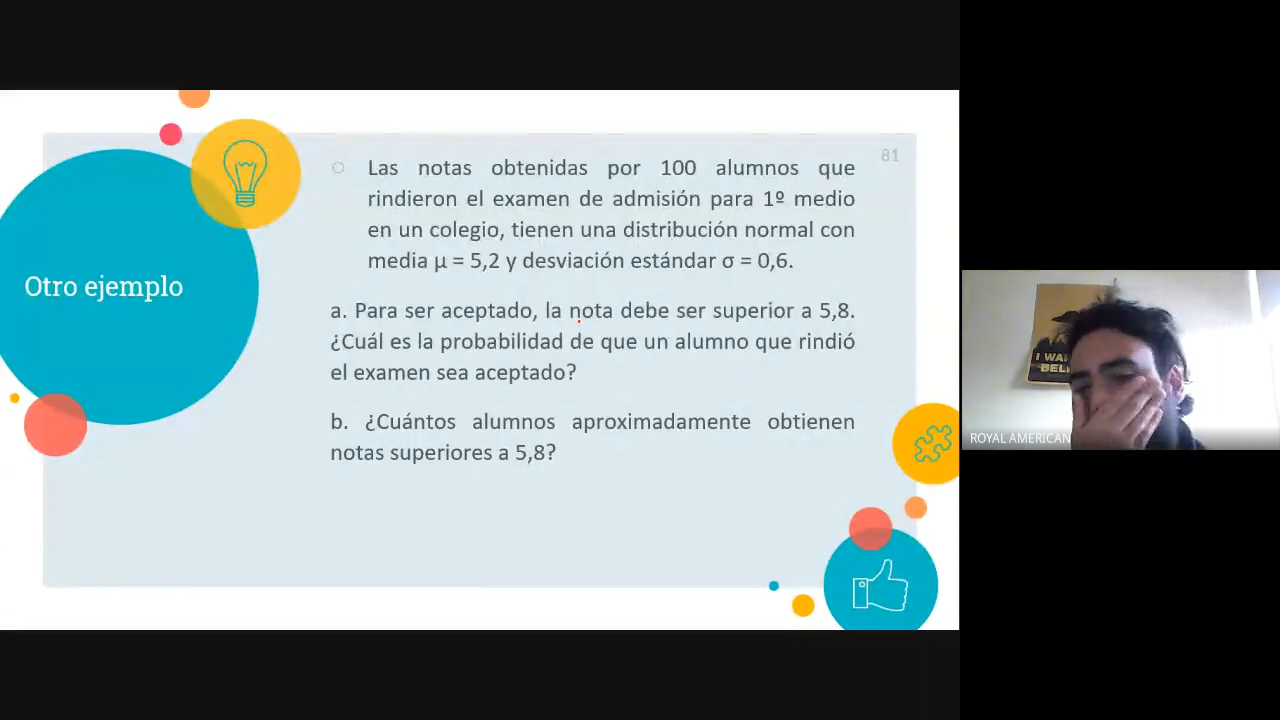 81
Otro ejemplo
Las notas obtenidas por 100 alumnos que
rindieron el examen de admisión para 1º medio
en un colegio, tienen una distribución normal con
media μ = 5,2 y desviación estándar σ = 0,6.
a. Para ser aceptado, la nota debe ser superior a 5,8.
¿Cuál es la probabilidad de que un alumno que rindió
el examen sea aceptado?
b. ¿Cuántos alumnos aproximadamente obtienen
notas superiores a 5,8?
I WA
BELI
ROYAL AMERICAN